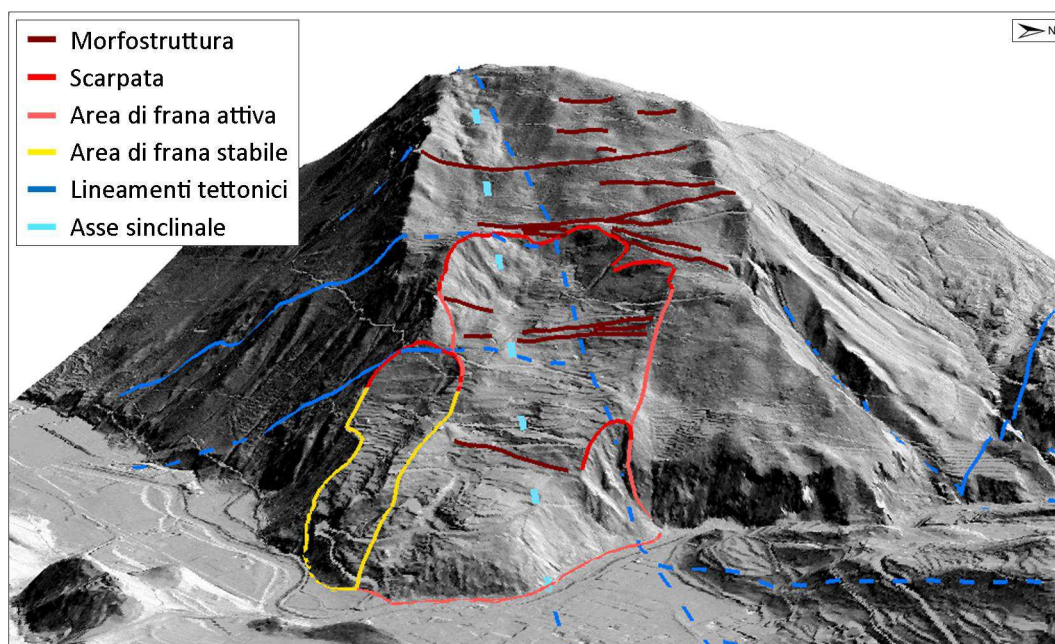 Morfostruttura
Scarpata
Area di frana attiva
Area di frana stabile
Lineamenti tettonici
Asse sinclinale
N